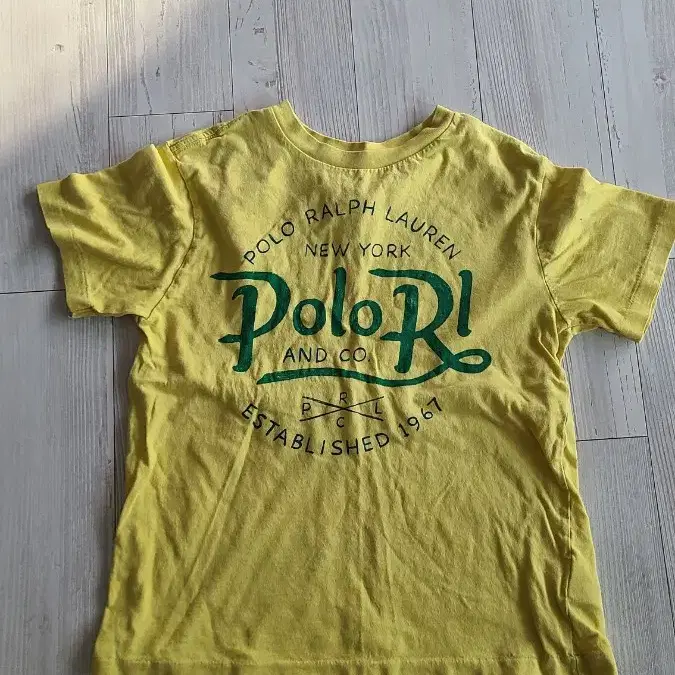 POLO RALPH LAUREN
NEW YORK
Polo Rl
AND CO.
R
P L
C
ESTABLISHED 1967